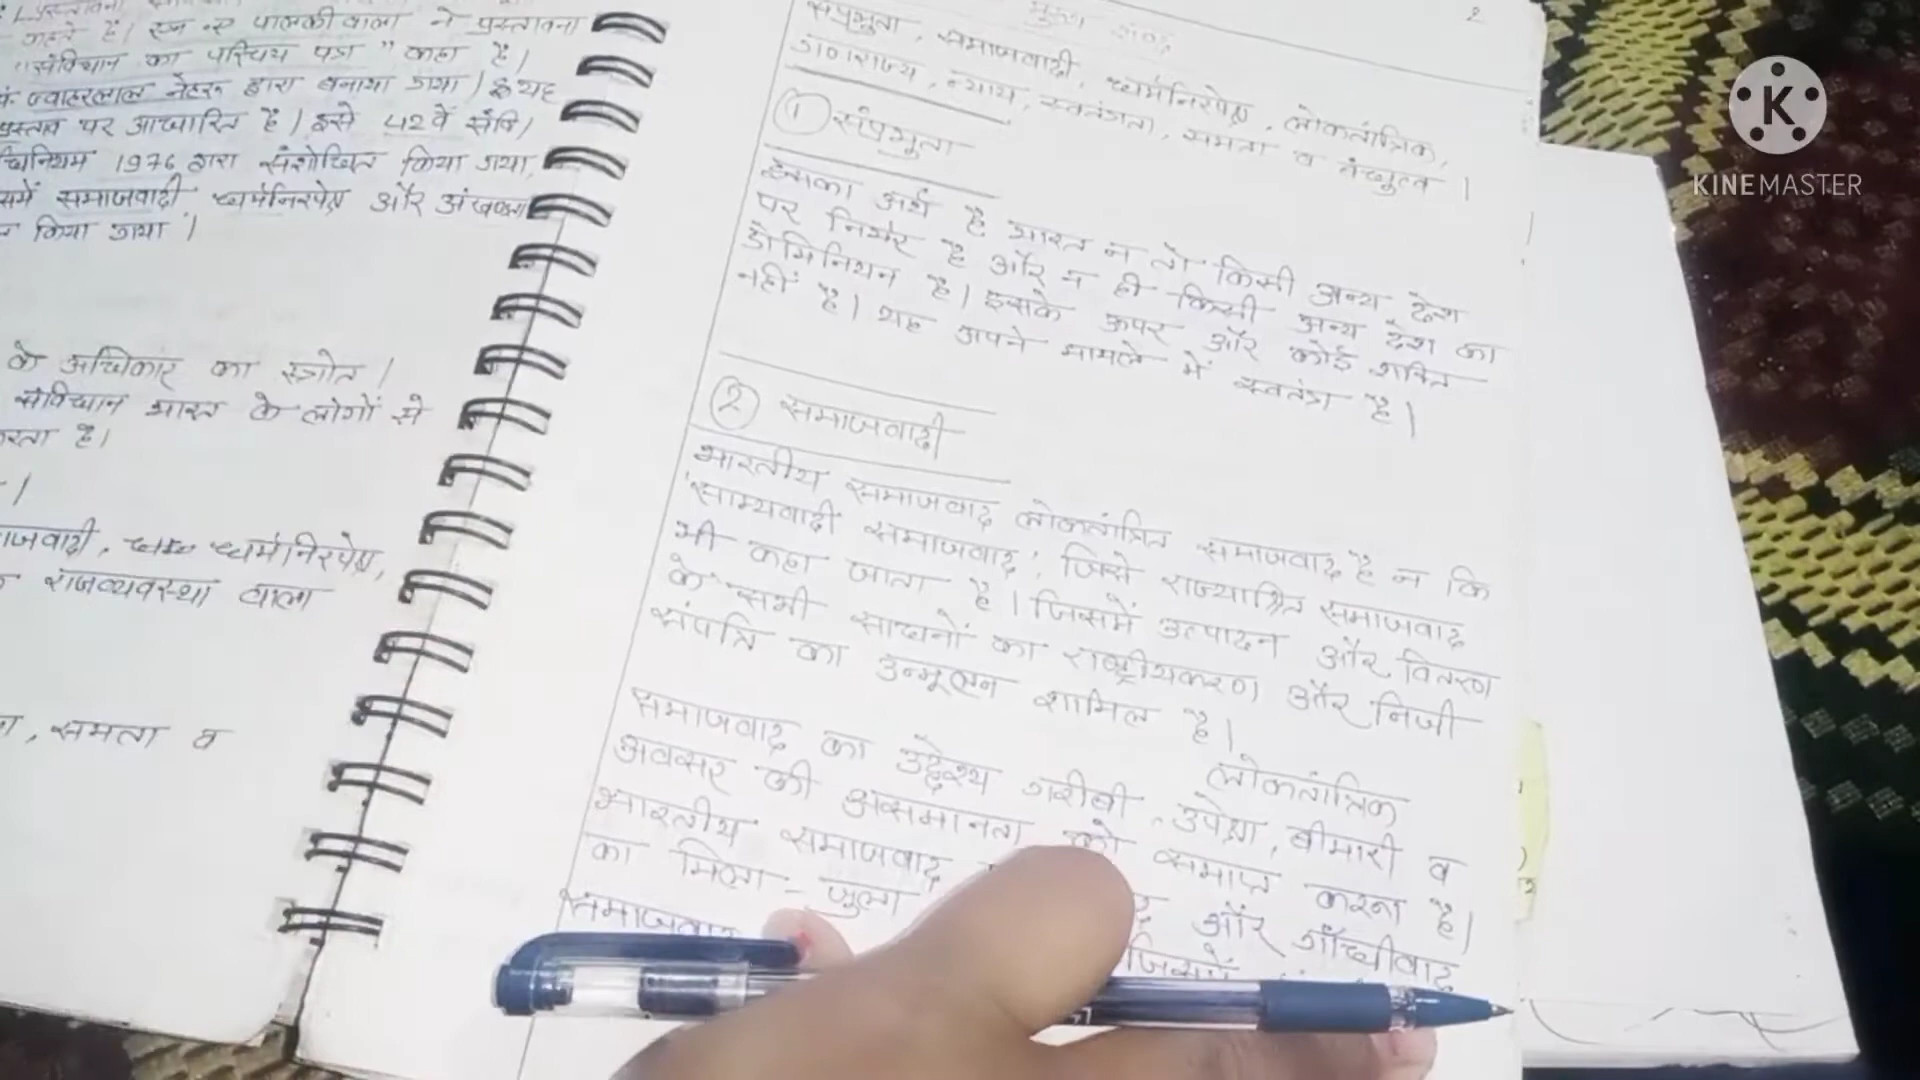 कहते है। एन ए पालकीवाला ने प्रस्तावना
"संविधान का परिचय पत्र" कहा है।
जवाहरलाल नेहरू द्वारा बनाया गया। यह
प्रस्ताव पर आधारित है। इसे 42वें संवि.
1976 द्वारा संशोधित किया गया,
समाजवादी धर्मनिरपेक्ष और अखण्डता
किया गया।
के अधिकार का स्त्रोत।
संविधान भारत के लोगों से
करता है।
धर्मनिरपेक्ष,
राजव्यवस्था वाला
समता व
2
मुख्य शब्द
संप्रभुता, समाजवादी, धर्मनिरपेक्ष, लोकतांत्रिक,
गणराज्य, न्याय, स्वतंत्रता, समता व बंधुत्व।
① संप्रभुता
इसका अर्थ है भारत न तो किसी अन्य देश
पर निर्भर है और न ही किसी अन्य देश का
डोमिनियन है। इसके ऊपर और कोई शक्ति
नहीं है। यह अपने मामले में स्वतंत्र है।
② समाजवादी
भारतीय समाजवाद लोकतांत्रित समाजवाद है न कि
'साम्यवादी समाजवाद', जिसे राज्याश्रित समाजवाद
भी कहा जाता है। जिसमें उत्पादन और वितरण
के सभी साधनों का राष्ट्रीयकरण और निजी
संपत्ति का उन्मूलन शामिल है।
लोकतांत्रिक
समाजवाद का उद्देश्य गरीबी, उपेक्षा, बीमारी व
अवसर की असमानता को समाप्त करना है।
भारतीय समाजवाद और गाँधीवाद
का मिला-जुला
समाजवाद जिसमें
KINEMASTER